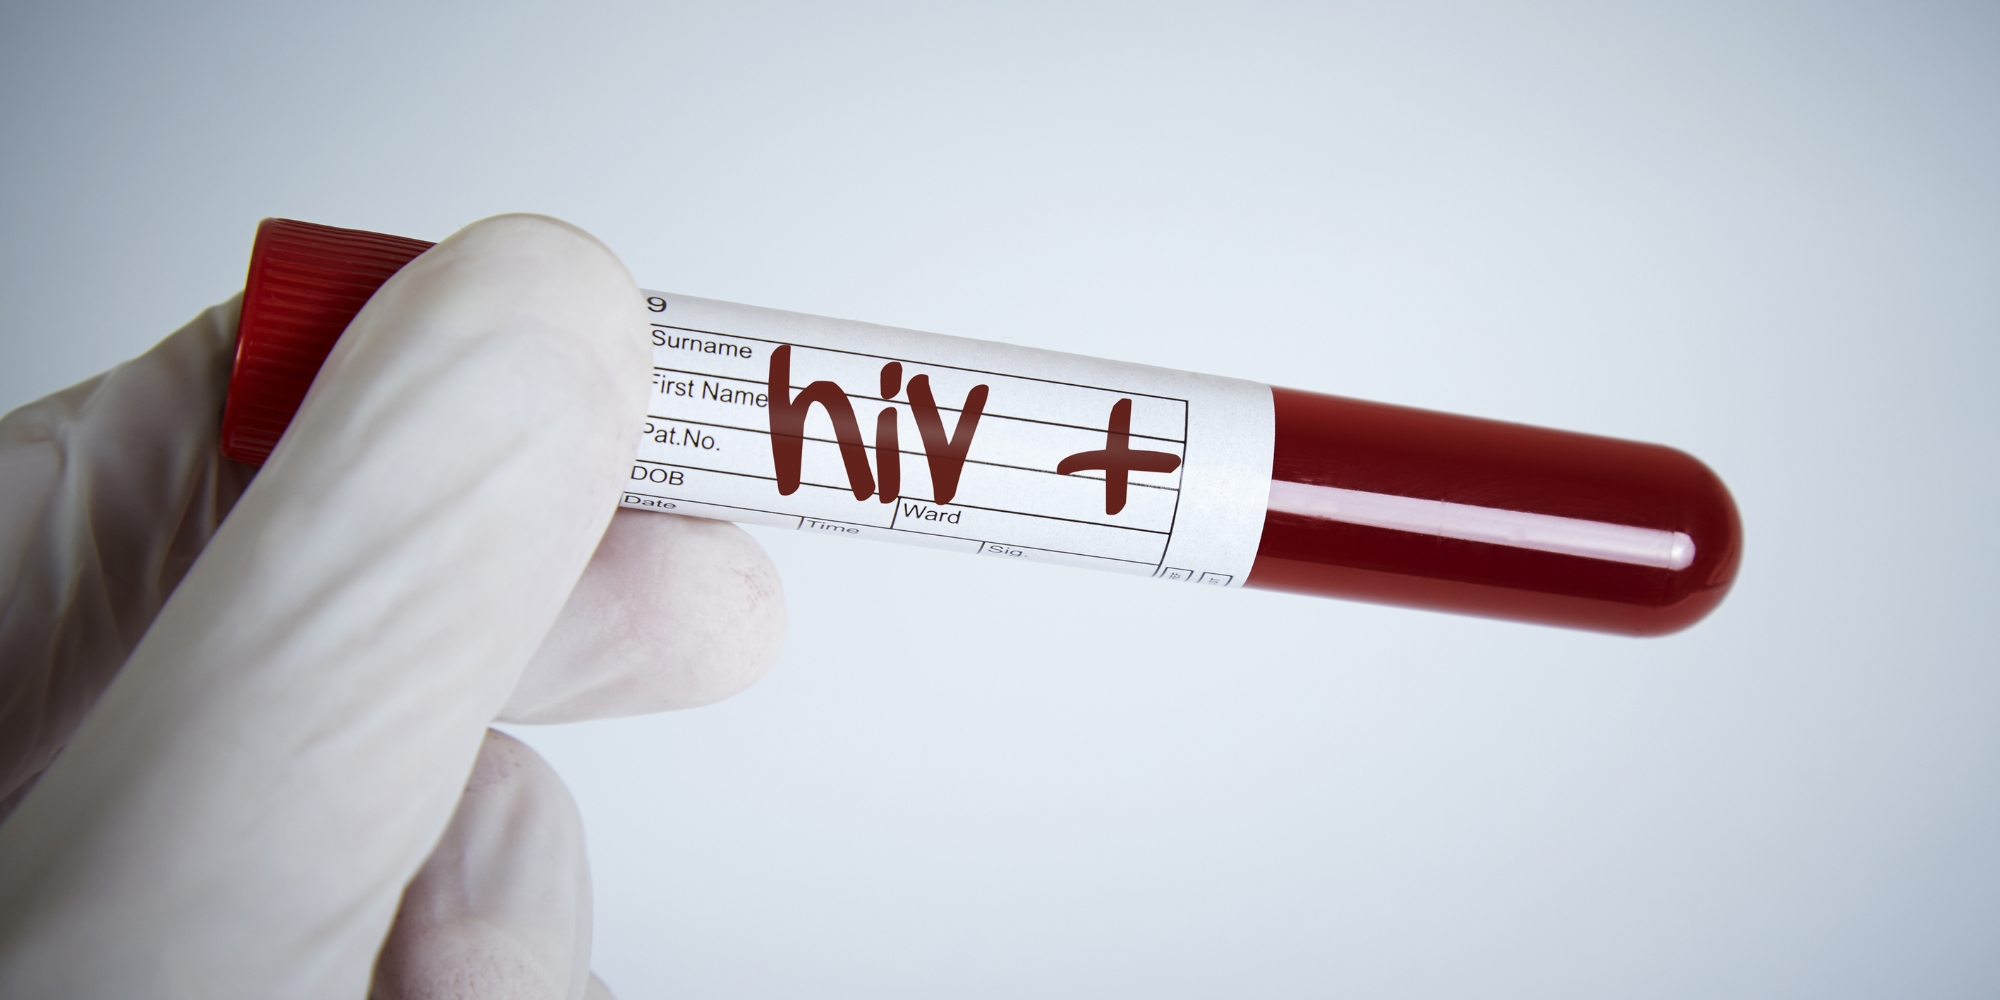 9
Surname
First Name
hiv +
Pat.No.
DOB
Ward
Date
Time
Sig.